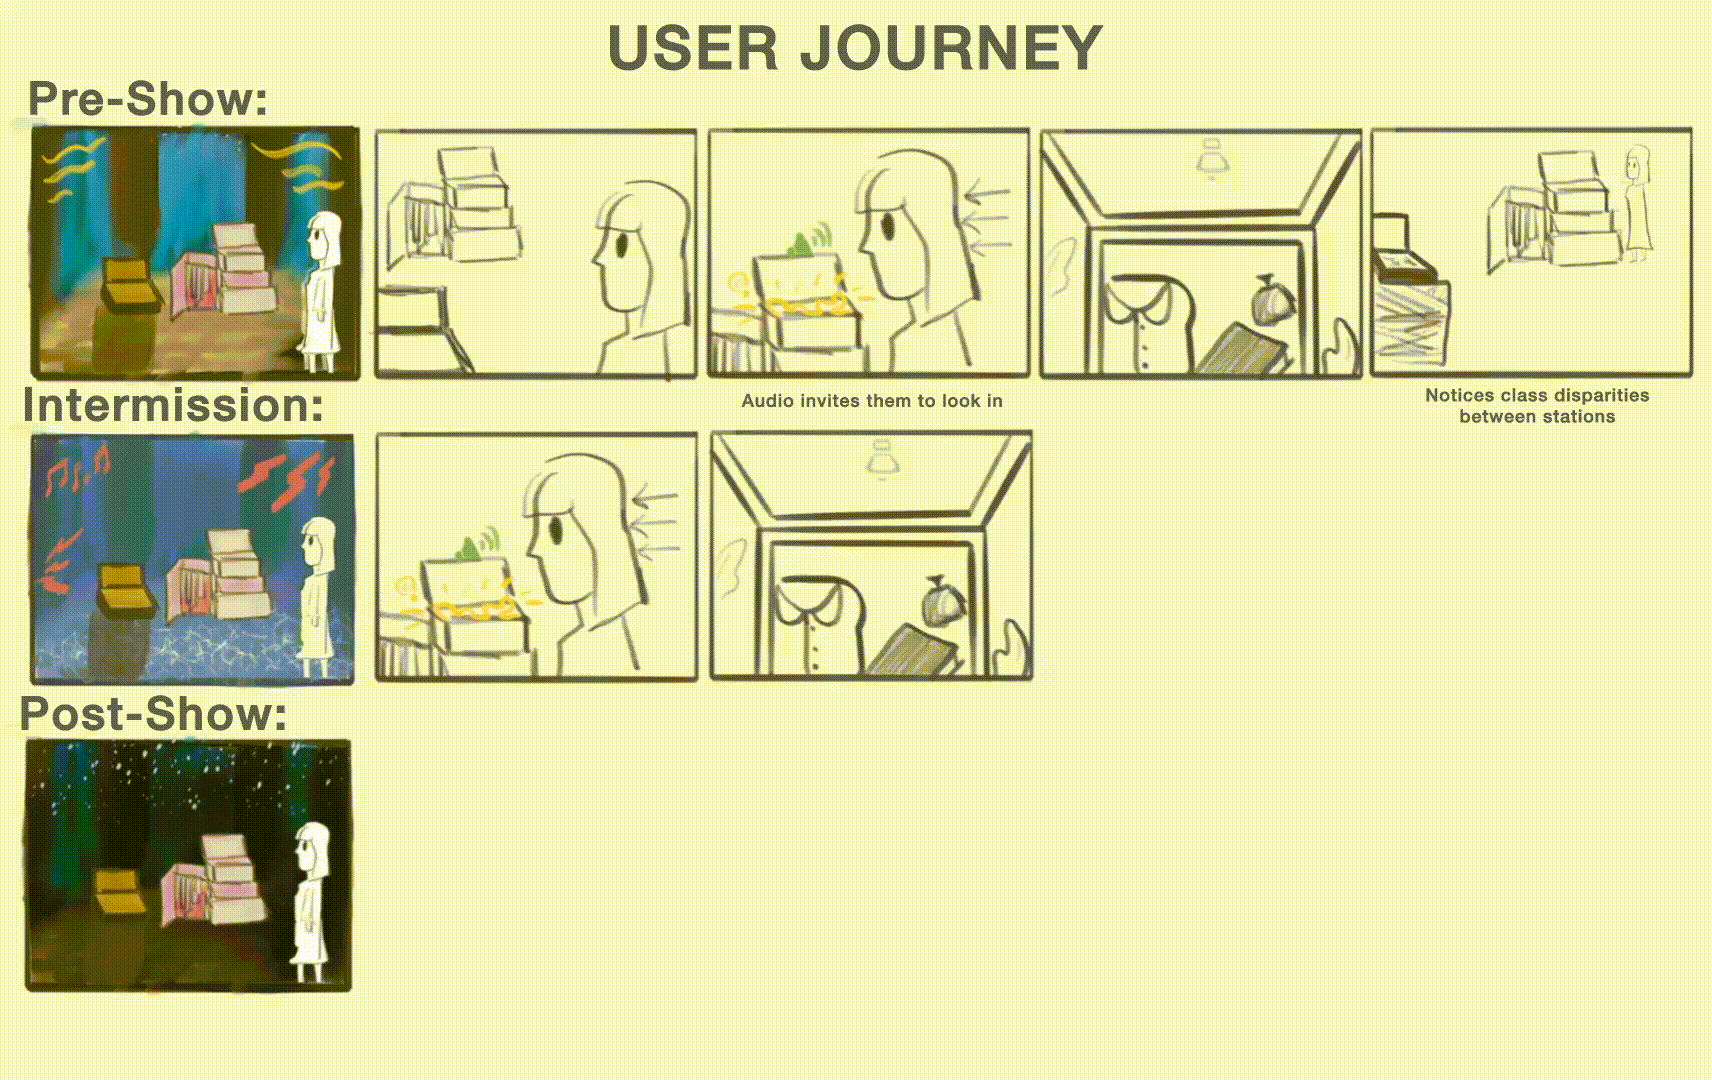 USER JOURNEY
Pre-Show:
Audio invites them to look in
Notices class disparities
between stations
Intermission:
Post-Show: